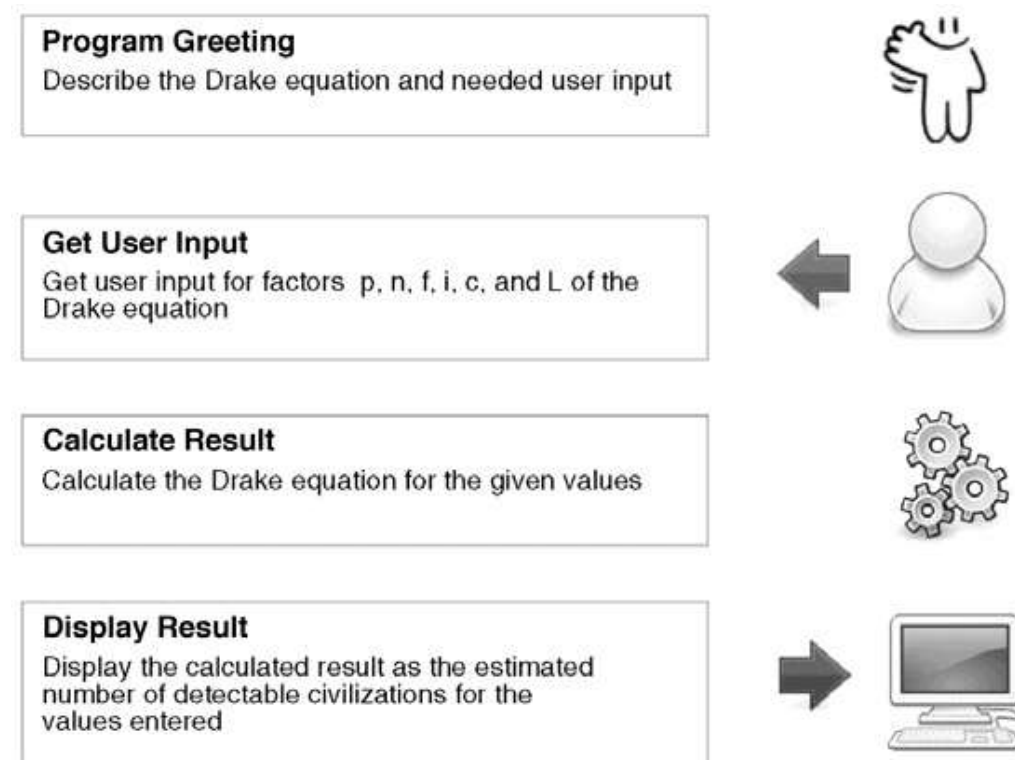 Program Greeting
Describe the Drake equation and needed user input
Get User Input
Get user input for factors p, n, f, i, c, and L of the
Drake equation
Calculate Result
Calculate the Drake equation for the given values
Display Result
Display the calculated result as the estimated
number of detectable civilizations for the
values entered